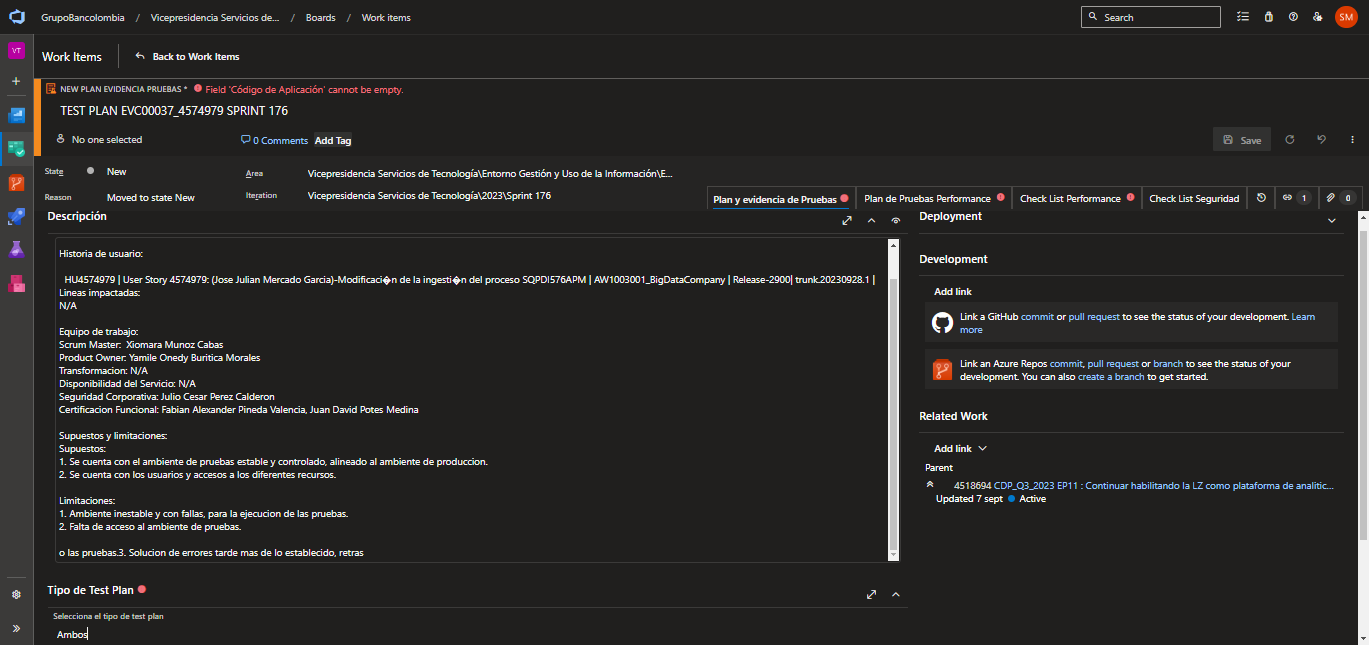 GrupoBancolombia / Vicepresidencia Servicios de... / Boards / Work items
Search
SM
VT
Work Items
Back to Work Items
NEW PLAN EVIDENCIA PRUEBAS * Field 'Código de Aplicación' cannot be empty.
TEST PLAN EVC00037_4574979 SPRINT 176
No one selected
0 Comments
Add Tag
Save
State
New
Area
Vicepresidencia Servicios de Tecnología\Entorno Gestión y Uso de la Información\E...
Reason
Moved to state New
Iteration
Vicepresidencia Servicios de Tecnología\2023\Sprint 176
Plan y evidencia de Pruebas
Plan de Pruebas Performance
Check List Performance
Check List Seguridad
1
0
Descripción
Historia de usuario:
HU4574979 | User Story 4574979: (Jose Julian Mercado Garcia)-Modificaci�n de la ingesti�n del proceso SQPDI576APM | AW1003001_BigDataCompany | Release-2900| trunk.20230928.1 |
Lineas impactadas:
N/A
Equipo de trabajo:
Scrum Master: Xiomara Munoz Cabas
Product Owner: Yamile Onedy Buritica Morales
Transformacion: N/A
Disponibilidad del Servicio: N/A
Seguridad Corporativa: Julio Cesar Perez Calderon
Certificacion Funcional: Fabian Alexander Pineda Valencia, Juan David Potes Medina
Supuestos y limitaciones:
Supuestos:
1. Se cuenta con el ambiente de pruebas estable y controlado, alineado al ambiente de produccion.
2. Se cuenta con los usuarios y accesos a los diferentes recursos.
Limitaciones:
1. Ambiente inestable y con fallas, para la ejecucion de las pruebas.
2. Falta de acceso al ambiente de pruebas.
o las pruebas.3. Solucion de errores tarde mas de lo establecido, retras
Tipo de Test Plan
Selecciona el tipo de test plan
Ambos
Deployment
Development
Add link
Link a GitHub commit or pull request to see the status of your development. Learn
more
Link an Azure Repos commit, pull request or branch to see the status of your
development. You can also create a branch to get started.
Related Work
Add link
Parent
4518694 CDP_Q3_2023 EP11 : Continuar habilitando la LZ como plataforma de analitic...
Updated 7 sept Active